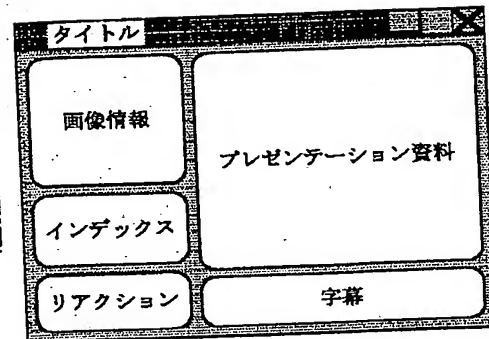 タイトル
画像情報
プレゼンテーション資料
インデックス
リアクション
字幕